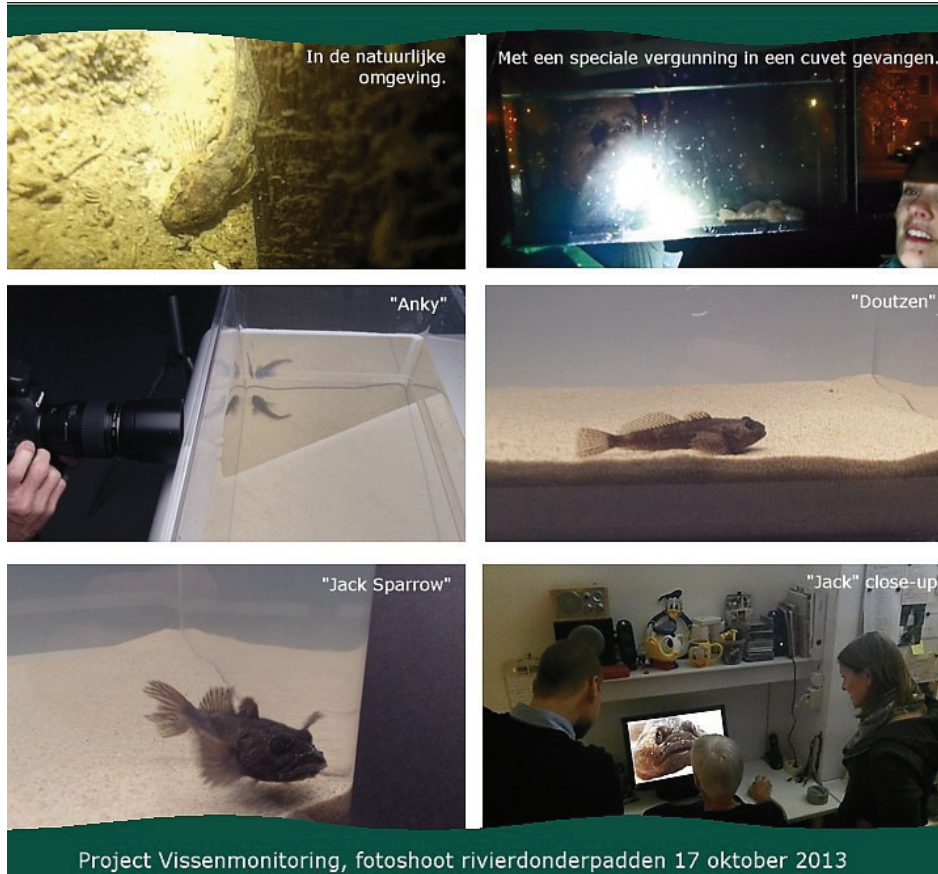 In de natuurlijke
omgeving.
Met een speciale vergunning in een cuvet gevangen.
"Anky"
"Doutzen"
"Jack Sparrow"
"Jack" close-up
Project Vissenmonitoring, fotoshoot rivierdonderpadden 17 oktober 2013